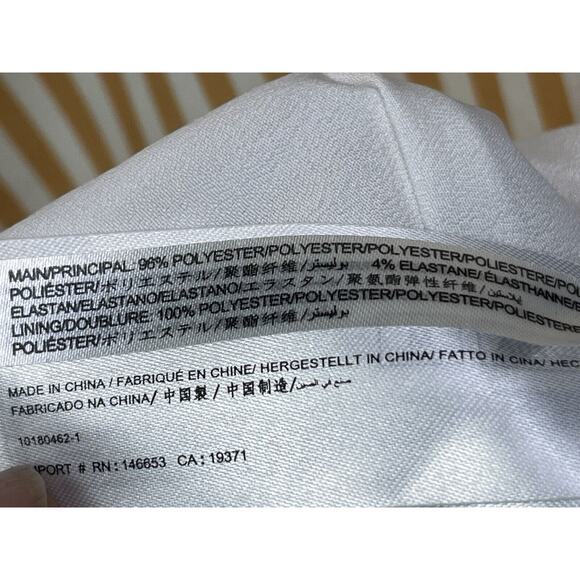 MAIN/PRINCIPAL: 96% POLYESTER/POLYESTER/POLYESTER/POLIESTERE/
POLIÉSTER/ポリエステル/聚酯纤维/بوليستر 4% ELASTANE/ÉLASTHANNE/
ELASTAN/ELASTANO/ELASTANO/エラスタン/聚氨酯弹性纤维/إيلاستين
LINING/DOUBLURE: 100% POLYESTER/POLYESTER/POLYESTER/POLIESTERE
POLIÉSTER/ポリエステル/聚酯纤维/بوليستر
MADE IN CHINA / FABRIQUÉ EN CHINE/ HERGESTELLT IN CHINA/ FATTO IN CINA/ HEC
FABRICADO NA CHINA/ 中国製 / 中国制造/صنع في الصين
10180462-1
PORT # RN:146653 CA:19371